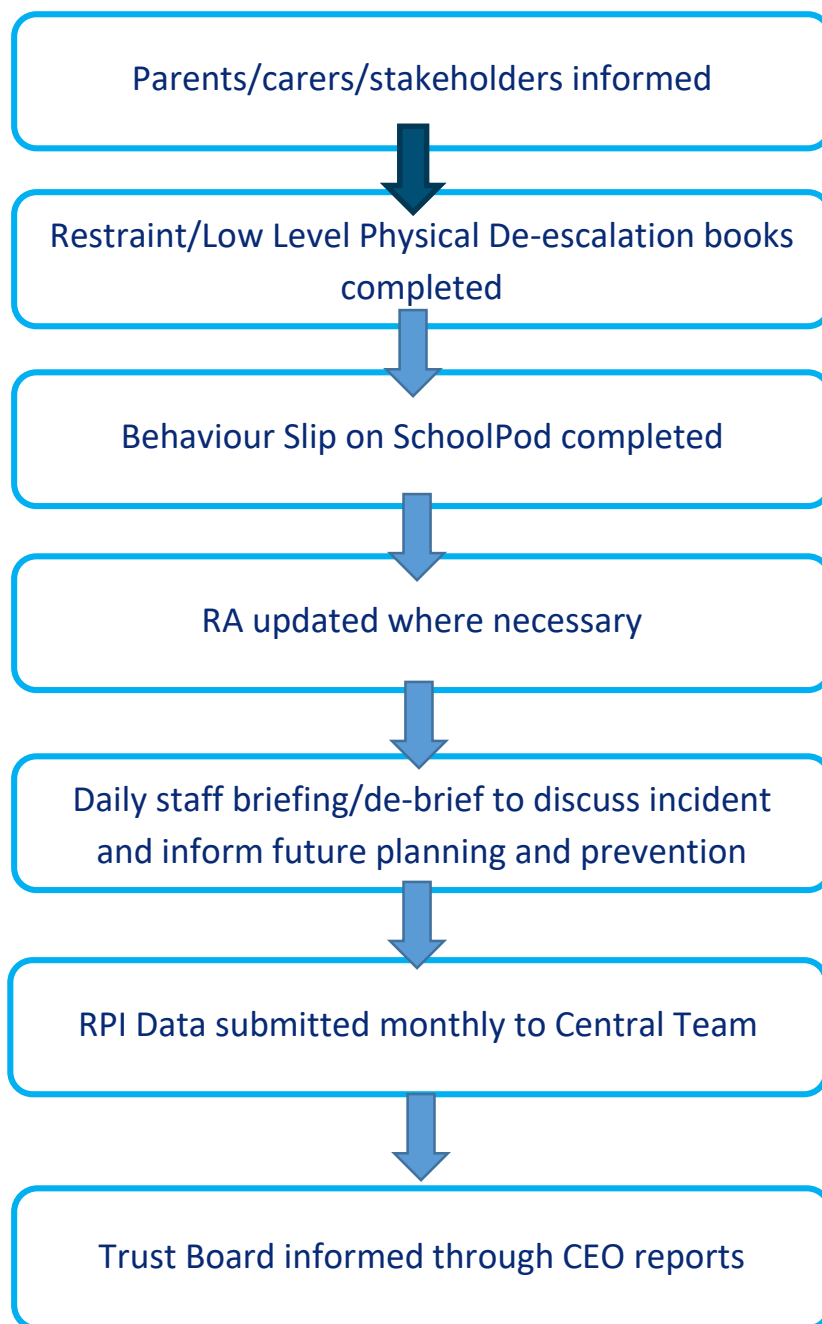 Parents/carers/stakeholders informed
Restraint/Low Level Physical De-escalation books
completed
Behaviour Slip on SchoolPod completed
RA updated where necessary
Daily staff briefing/de-brief to discuss incident
and inform future planning and prevention
RPI Data submitted monthly to Central Team
Trust Board informed through CEO reports